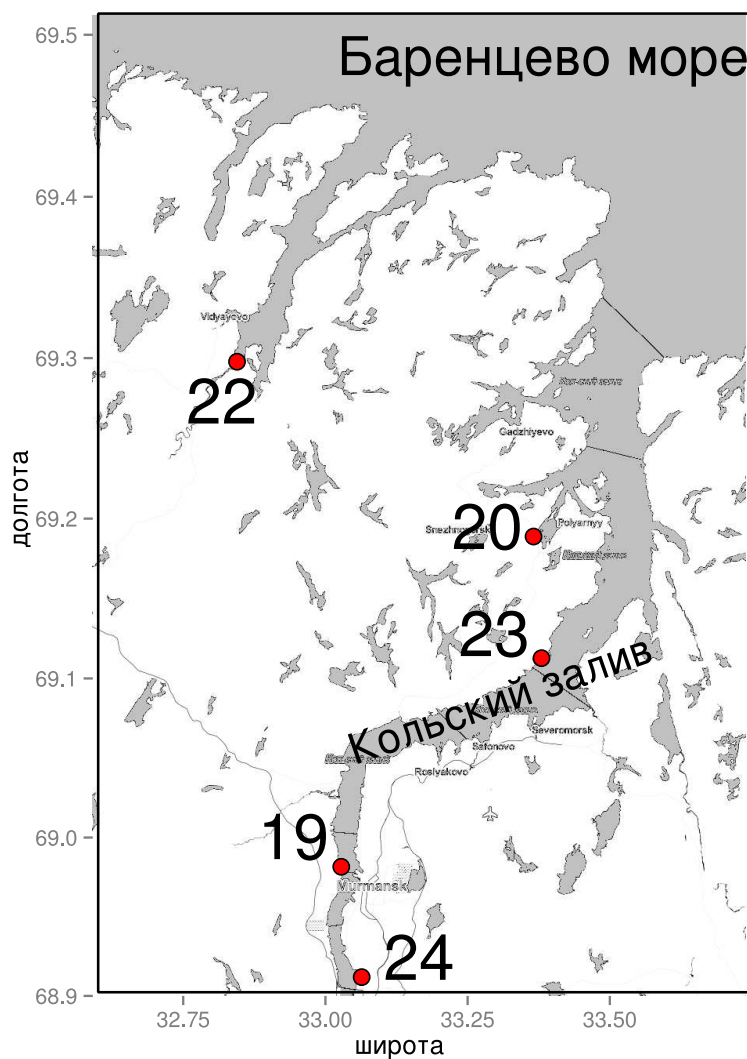 69.5
Баренцево море
69.4
Vidyayevo
69.3
22
Gadzhiyevo
долгота
69.2
20
Polyarnyy
23
69.1
Кольский залив
Severomorsk
Safonovo
Roslyakovo
69.0
19
Murmansk
24
68.9
32.75
33.00
33.25
33.50
широта